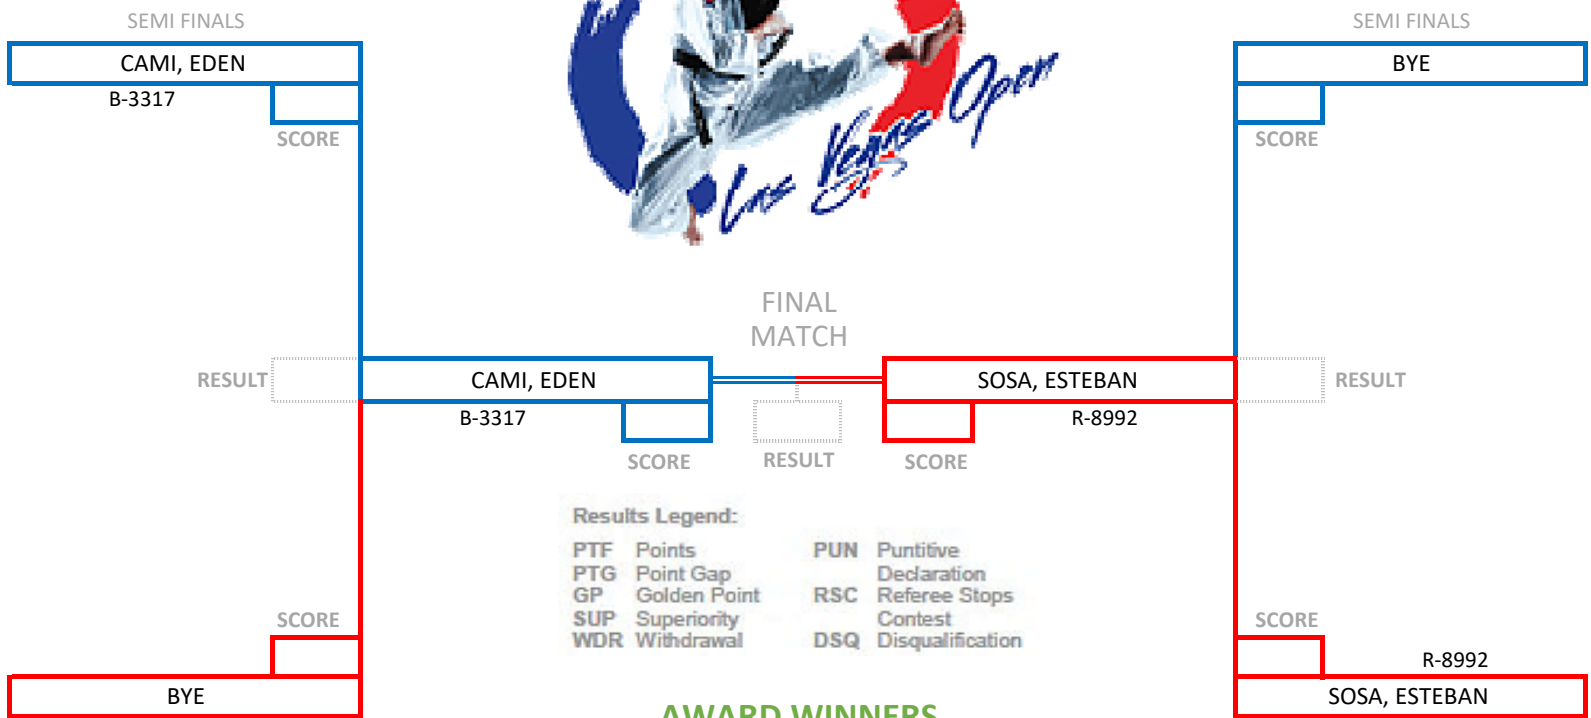 SEMI FINALS
SEMI FINALS
CAMI, EDEN
BYE
B-3317
SCORE
SCORE
Las Vegas Open
FINAL
MATCH
RESULT
CAMI, EDEN
SOSA, ESTEBAN
RESULT
B-3317
R-8992
SCORE
RESULT
SCORE
Results Legend:
PTF Points
PTG Point Gap
GP Golden Point
SUP Superiority
WDR Withdrawal
PUN Puntitive
Declaration
RSC Referee Stops
Contest
DSQ Disqualification
SCORE
SCORE
R-8992
BYE
SOSA, ESTEBAN
AWARD WINNERS